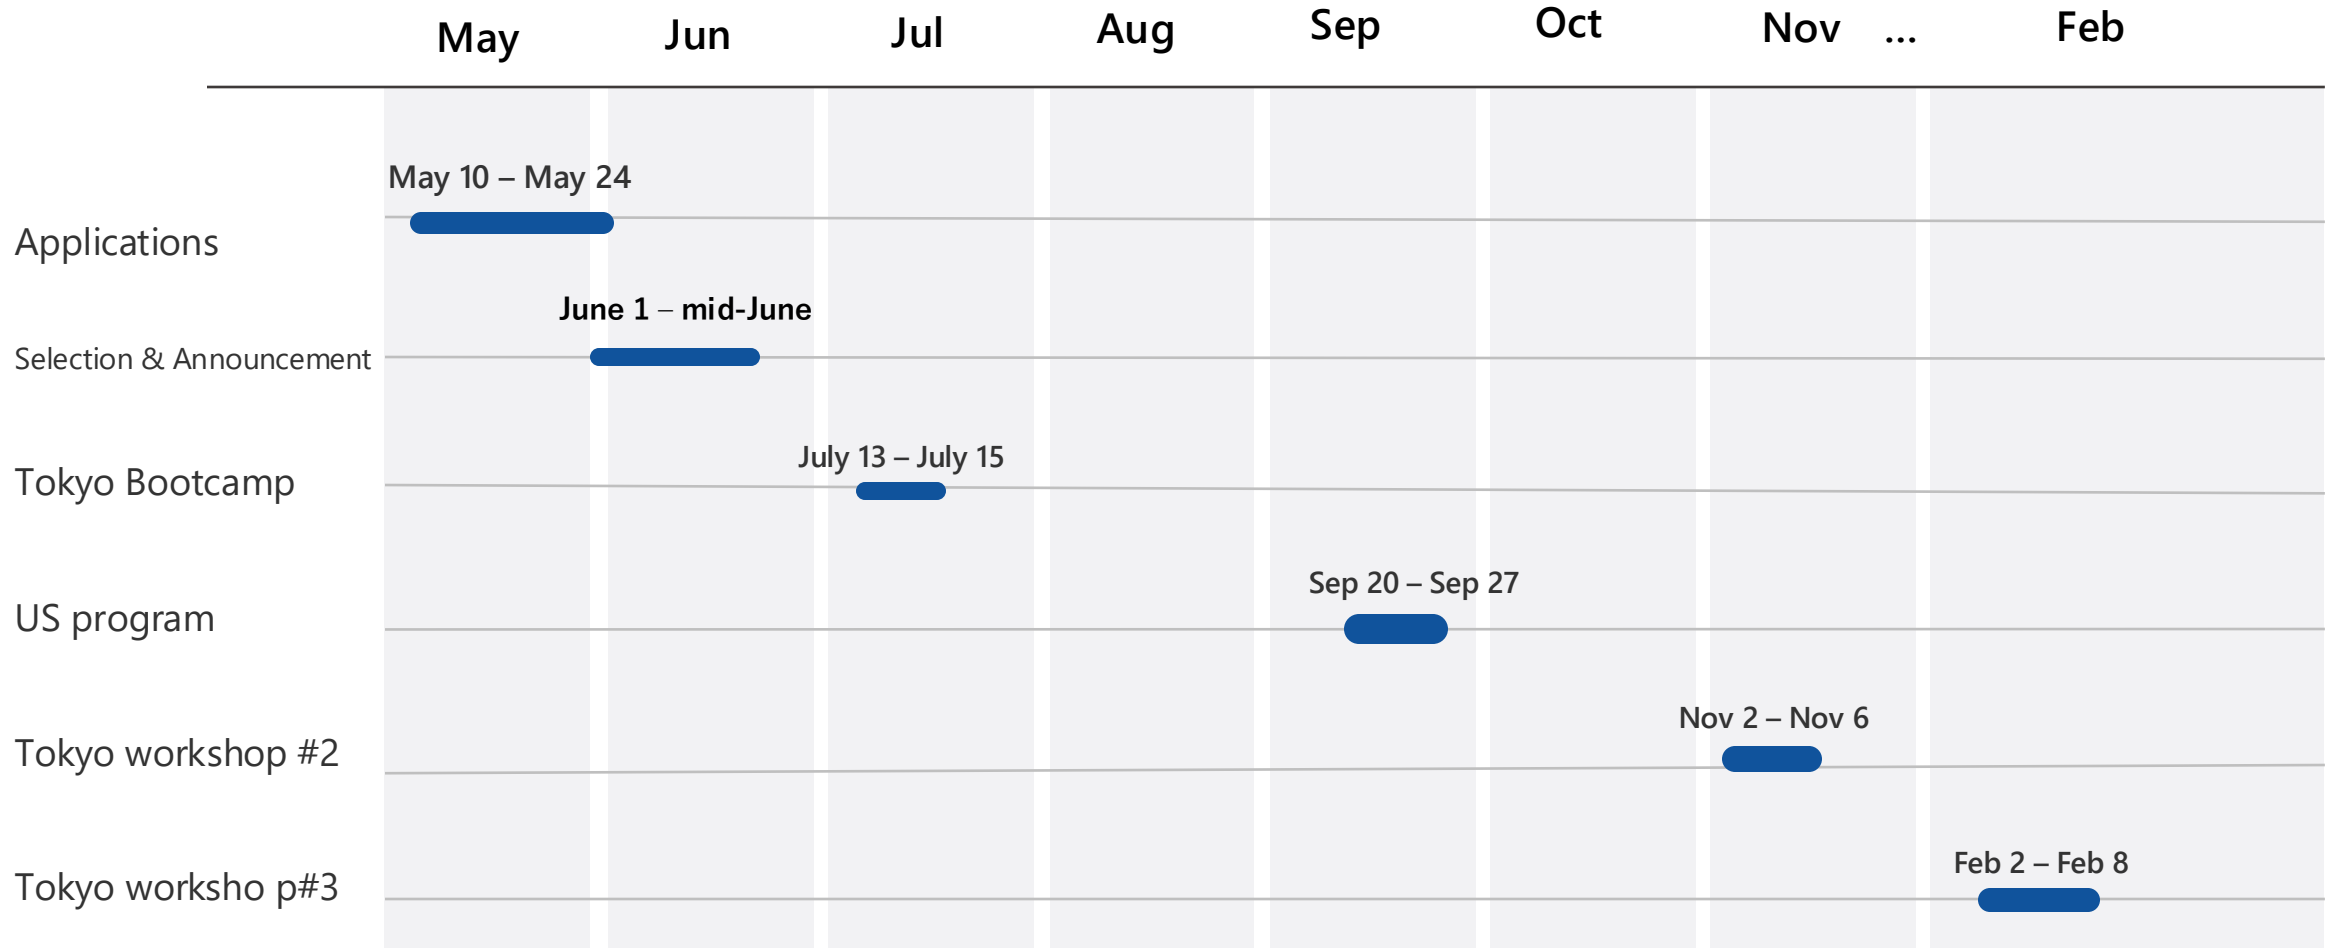 May Jun Jul Aug Sep Oct Nov ... Feb
May 10 – May 24
Applications
June 1 – mid-June
Selection & Announcement
July 13 – July 15
Tokyo Bootcamp
Sep 20 – Sep 27
US program
Nov 2 – Nov 6
Tokyo workshop #2
Feb 2 – Feb 8
Tokyo worksho p#3